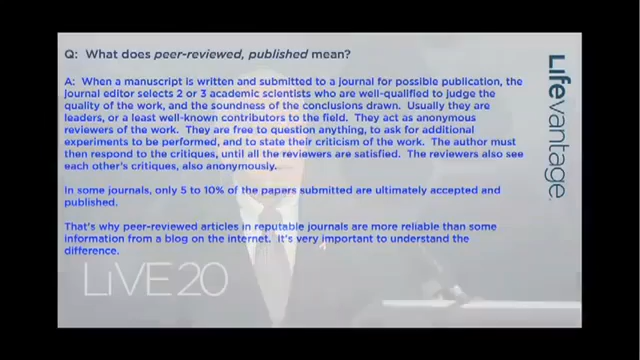 Q: What does peer-reviewed, published mean?
A: When a manuscript is written and submitted to a journal for possible publication, the
journal editor selects 2 or 3 academic scientists who are well-qualified to judge the
quality of the work, and the soundness of the conclusions drawn. Usually they are
leaders, or a least well-known contributors to the field. They act as anonymous
reviewers of the work. They are free to question anything, to ask for additional
experiments to be performed, and to state their criticism of the work. The author must
then respond to the critiques, until all the reviewers are satisfied. The reviewers also see
each other's critiques, also anonymously.
In some journals, only 5 to 10% of the papers submitted are ultimately accepted and
published.
That's why peer-reviewed articles in reputable journals are more reliable than some
information from a blog on the internet. It's very important to understand the
difference.
Lifevantage
LiVE 20